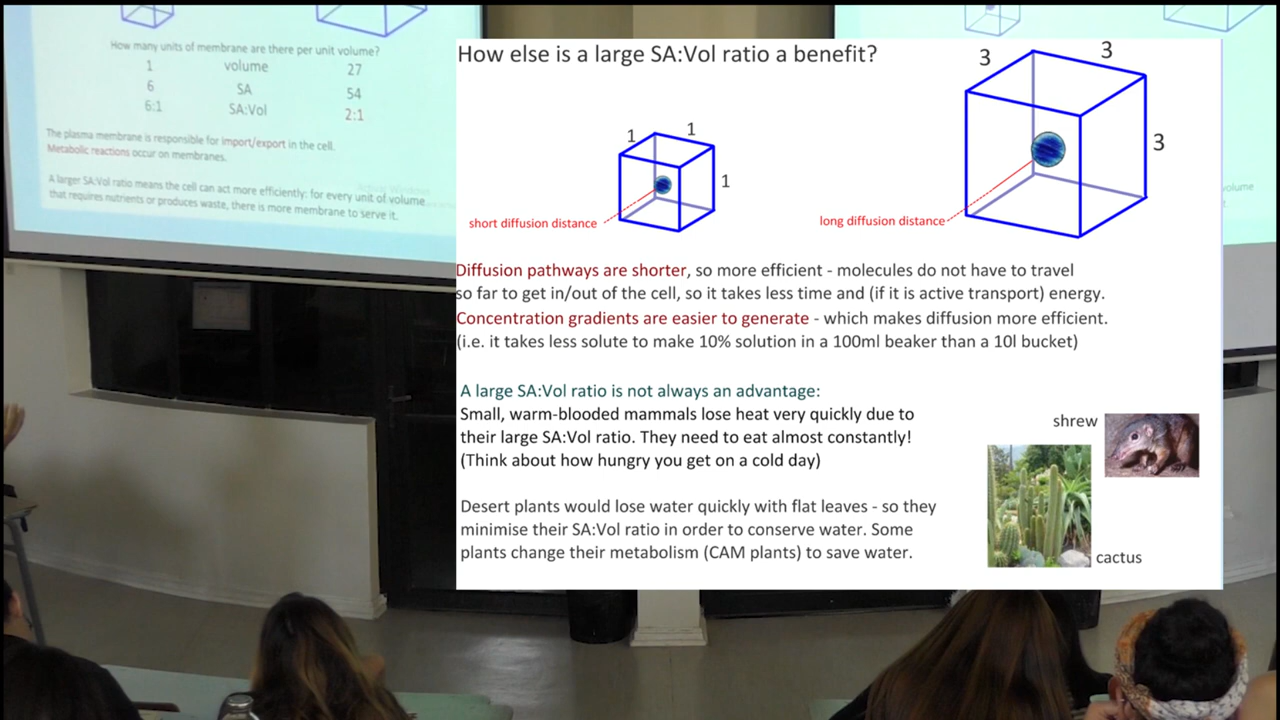 How many units of membrane are there per unit volume?
1 volume 27
6 SA 54
6:1 SA:Vol 2:1
The plasma membrane is responsible for import/export in the cell.
Metabolic reactions occur on membranes.
A larger SA:Vol ratio means the cell can act more efficiently: for every unit of volume
that requires nutrients or produces waste, there is more membrane to serve it.
How else is a large SA:Vol ratio a benefit?
3
3
3
1
1
1
short diffusion distance
long diffusion distance
Diffusion pathways are shorter, so more efficient - molecules do not have to travel
so far to get in/out of the cell, so it takes less time and (if it is active transport) energy.
Concentration gradients are easier to generate - which makes diffusion more efficient.
(i.e. it takes less solute to make 10% solution in a 100ml beaker than a 10l bucket)
A large SA:Vol ratio is not always an advantage:
Small, warm-blooded mammals lose heat very quickly due to
their large SA:Vol ratio. They need to eat almost constantly!
(Think about how hungry you get on a cold day)
shrew
Desert plants would lose water quickly with flat leaves - so they
minimise their SA:Vol ratio in order to conserve water. Some
plants change their metabolism (CAM plants) to save water.
cactus
volume